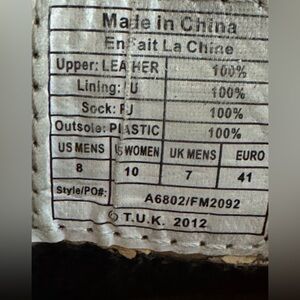 Made in China
En Fait La Chine
Upper: LEATHER 100%
Lining: PU 100%
Sock: PU 100%
Outsole: PLASTIC 100%
US MENS US WOMEN UK MENS EURO
8 10 7 41
Style/PO#: A6802/FM2092
© T.U.K. 2012